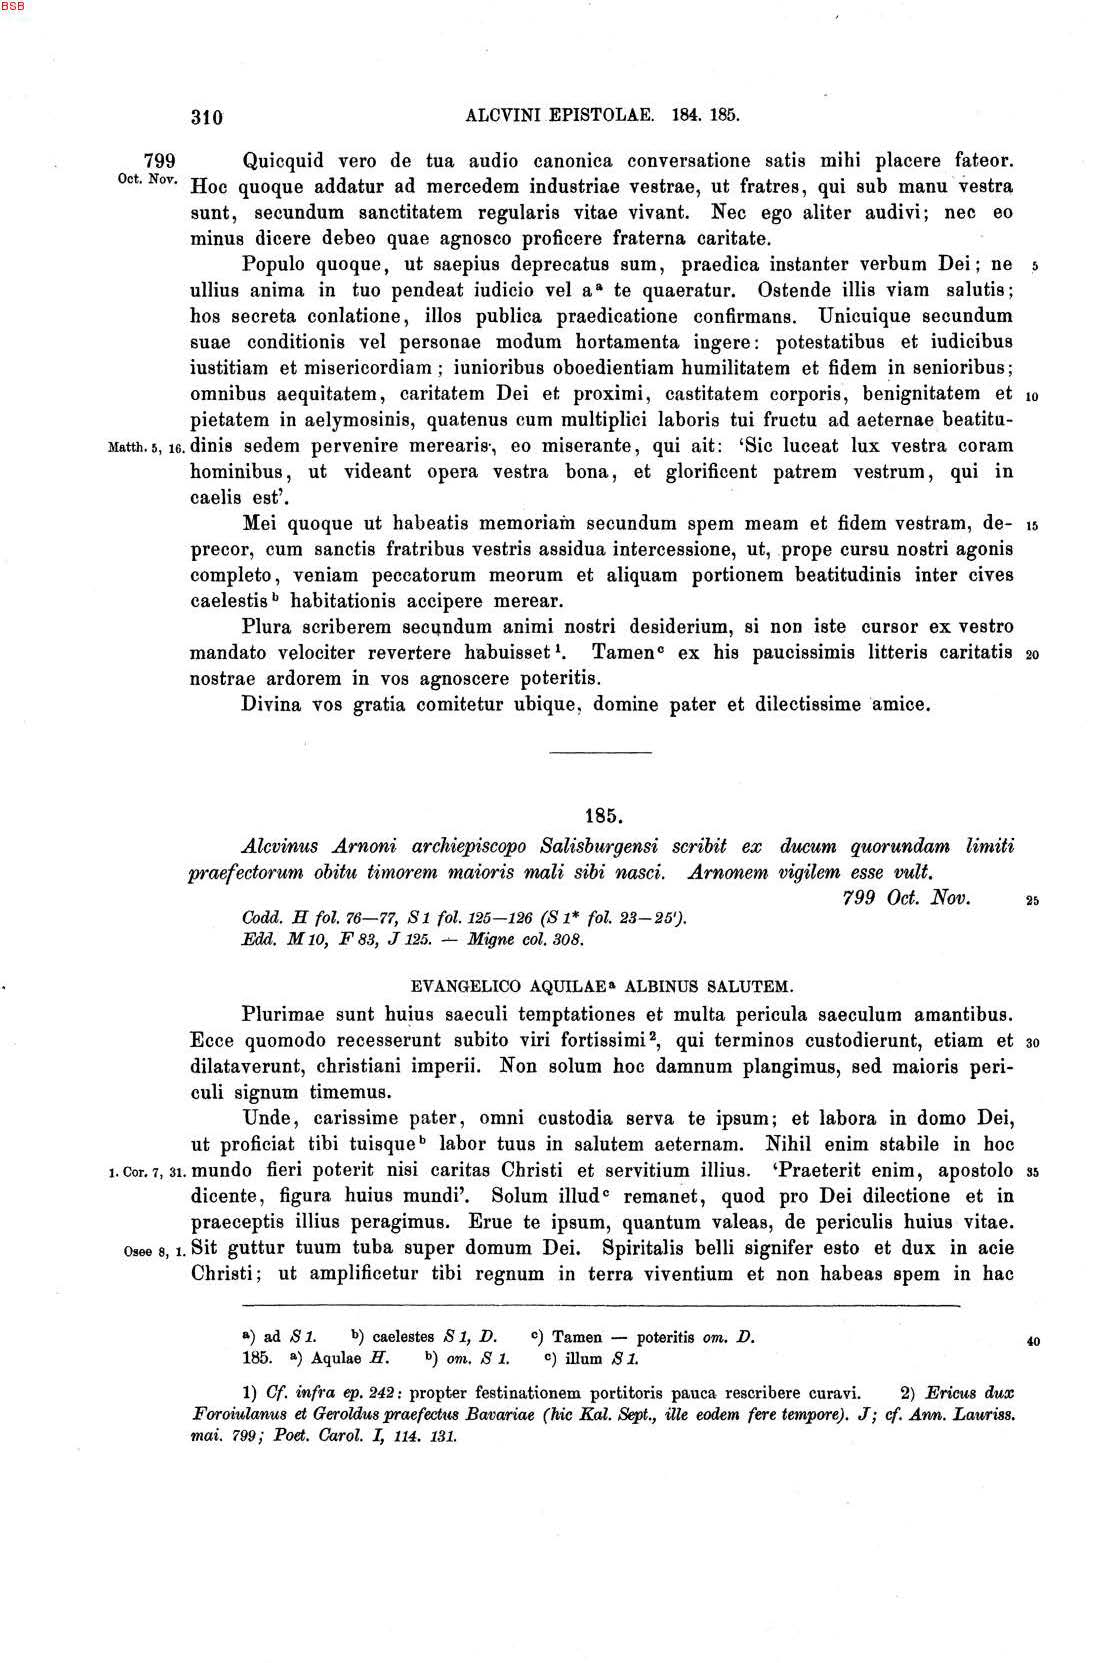 BSB
310 ALCVINI EPISTOLAE. 184. 185.
799 Quicquid vero de tua audio canonica conversatione satis mihi placere fateor.
Oct. Nov. Hoc quoque addatur ad mercedem industriae vestrae, ut fratres, qui sub manu vestra
sunt, secundum sanctitatem regularis vitae vivant. Nec ego aliter audivi; nec eo
minus dicere debeo quae agnosco proficere fraterna caritate.
Populo quoque, ut saepius deprecatus sum, praedica instanter verbum Dei; ne 5
ullius anima in tuo pendeat iudicio vel aᵃ te quaeratur. Ostende illis viam salutis;
hos secreta conlatione, illos publica praedicatione confirmans. Unicuique secundum
suae conditionis vel personae modum hortamenta ingere: potestatibus et iudicibus
iustitiam et misericordiam; iunioribus oboedientiam humilitatem et fidem in senioribus;
omnibus aequitatem, caritatem Dei et proximi, castitatem corporis, benignitatem et 10
pietatem in aelymosinis, quatenus cum multiplici laboris tui fructu ad aeternae beatitu-
Matth. 5, 16. dinis sedem pervenire merearis, eo miserante, qui ait: ‘Sic luceat lux vestra coram
hominibus, ut videant opera vestra bona, et glorificent patrem vestrum, qui in
caelis est’.
Mei quoque ut habeatis memoriam secundum spem meam et fidem vestram, de- 15
precor, cum sanctis fratribus vestris assidua intercessione, ut, prope cursu nostri agonis
completo, veniam peccatorum meorum et aliquam portionem beatitudinis inter cives
caelestisᵇ habitationis accipere merear.
Plura scriberem secundum animi nostri desiderium, si non iste cursor ex vestro
mandato velociter revertere habuisset¹. Tamenᶜ ex his paucissimis litteris caritatis 20
nostrae ardorem in vos agnoscere poteritis.
Divina vos gratia comitetur ubique, domine pater et dilectissime amice.
185.
Alcvinus Arnoni archiepiscopo Salisburgensi scribit ex ducum quorundam limiti
praefectorum obitu timorem maioris mali sibi nasci. Arnonem vigilem esse vult.
799 Oct. Nov. 25
Codd. H fol. 76—77, S 1 fol. 125—126 (S 1* fol. 23—25').
Edd. M 10, F 83, J 125. — Migne col. 308.
EVANGELICO AQUILAEᵃ ALBINUS SALUTEM.
Plurimae sunt huius saeculi temptationes et multa pericula saeculum amantibus.
Ecce quomodo recesserunt subito viri fortissimi², qui terminos custodierunt, etiam et 30
dilataverunt, christiani imperii. Non solum hoc damnum plangimus, sed maioris peri-
culi signum timemus.
Unde, carissime pater, omni custodia serva te ipsum; et labora in domo Dei,
ut proficiat tibi tuisqueᵇ labor tuus in salutem aeternam. Nihil enim stabile in hoc
1. Cor. 7, 31. mundo fieri poterit nisi caritas Christi et servitium illius. ‘Praeterit enim, apostolo 35
dicente, figura huius mundi’. Solum illudᶜ remanet, quod pro Dei dilectione et in
praeceptis illius peragimus. Erue te ipsum, quantum valeas, de periculis huius vitae.
Osee 8, 1. Sit guttur tuum tuba super domum Dei. Spiritalis belli signifer esto et dux in acie
Christi; ut amplificetur tibi regnum in terra viventium et non habeas spem in hac
a) ad S 1. b) caelestes S 1, D. c) Tamen — poteritis om. D. 40
185. a) Aqulae H. b) om. S 1. c) illum S 1.
1) Cf. infra ep. 242: propter festinationem portitoris pauca rescribere curavi. 2) Ericus dux
Foroiulanus et Geroldus praefectus Bavariae (hic Kal. Sept., ille eodem fere tempore). J; cf. Ann. Lauriss.
mai. 799; Poet. Carol. I, 114. 131.